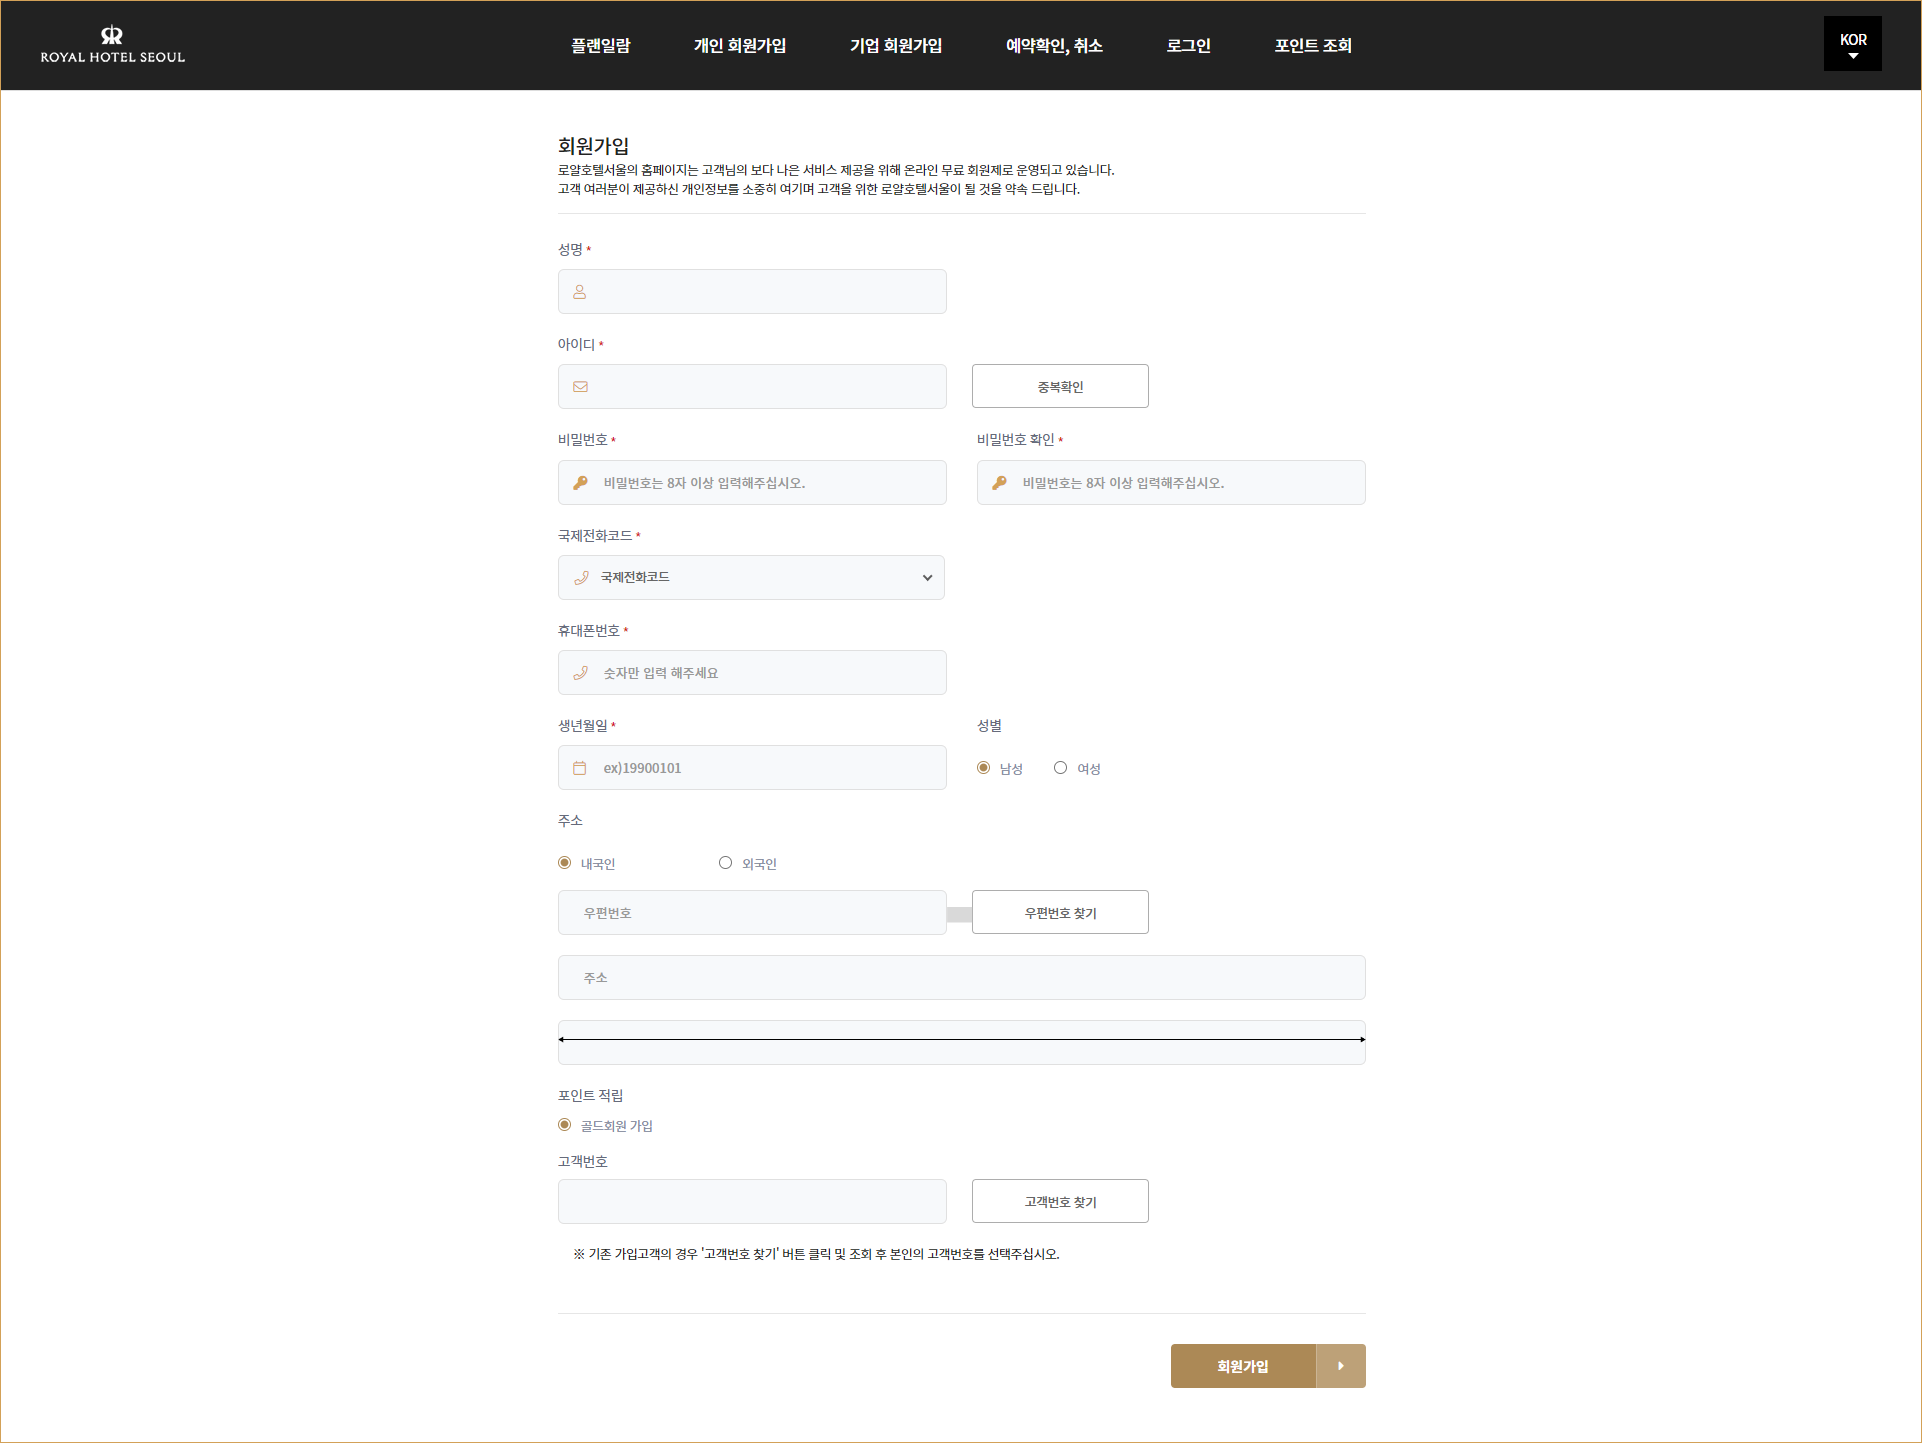 ROYAL HOTEL SEOUL
플랜일람 개인 회원가입 기업 회원가입 예약확인, 취소 로그인 포인트 조회
KOR
회원가입
로얄호텔서울의 홈페이지는 고객님의 보다 나은 서비스 제공을 위해 온라인 무료 회원제로 운영되고 있습니다.
고객 여러분이 제공하신 개인정보를 소중히 여기며 고객을 위한 로얄호텔서울이 될 것을 약속 드립니다.
성명 *
아이디 *
중복확인
비밀번호 * 비밀번호 확인 *
비밀번호는 8자 이상 입력해주십시오. 비밀번호는 8자 이상 입력해주십시오.
국제전화코드 *
국제전화코드
휴대폰번호 *
숫자만 입력 해주세요
생년월일 * 성별
ex)19900101 남성 여성
주소
내국인 외국인
우편번호 우편번호 찾기
주소
포인트 적립
골드회원 가입
고객번호
고객번호 찾기
※ 기존 가입고객의 경우 '고객번호 찾기' 버튼 클릭 및 조회 후 본인의 고객번호를 선택주십시오.
회원가입